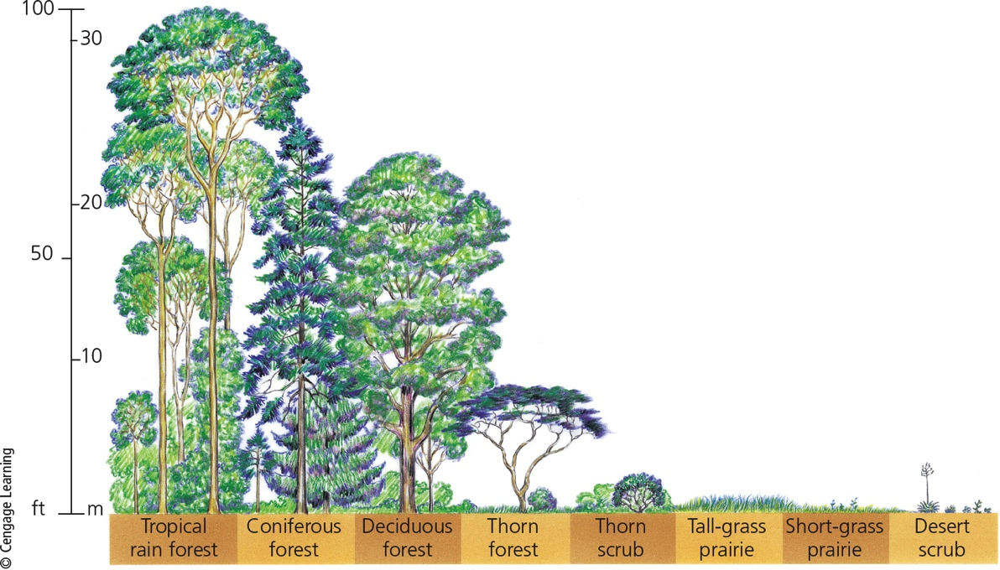 100
30
20
50
10
ft
m
Tropical
rain forest
Coniferous
forest
Deciduous
forest
Thorn
forest
Thorn
scrub
Tall-grass
prairie
Short-grass
prairie
Desert
scrub
© Cengage Learning